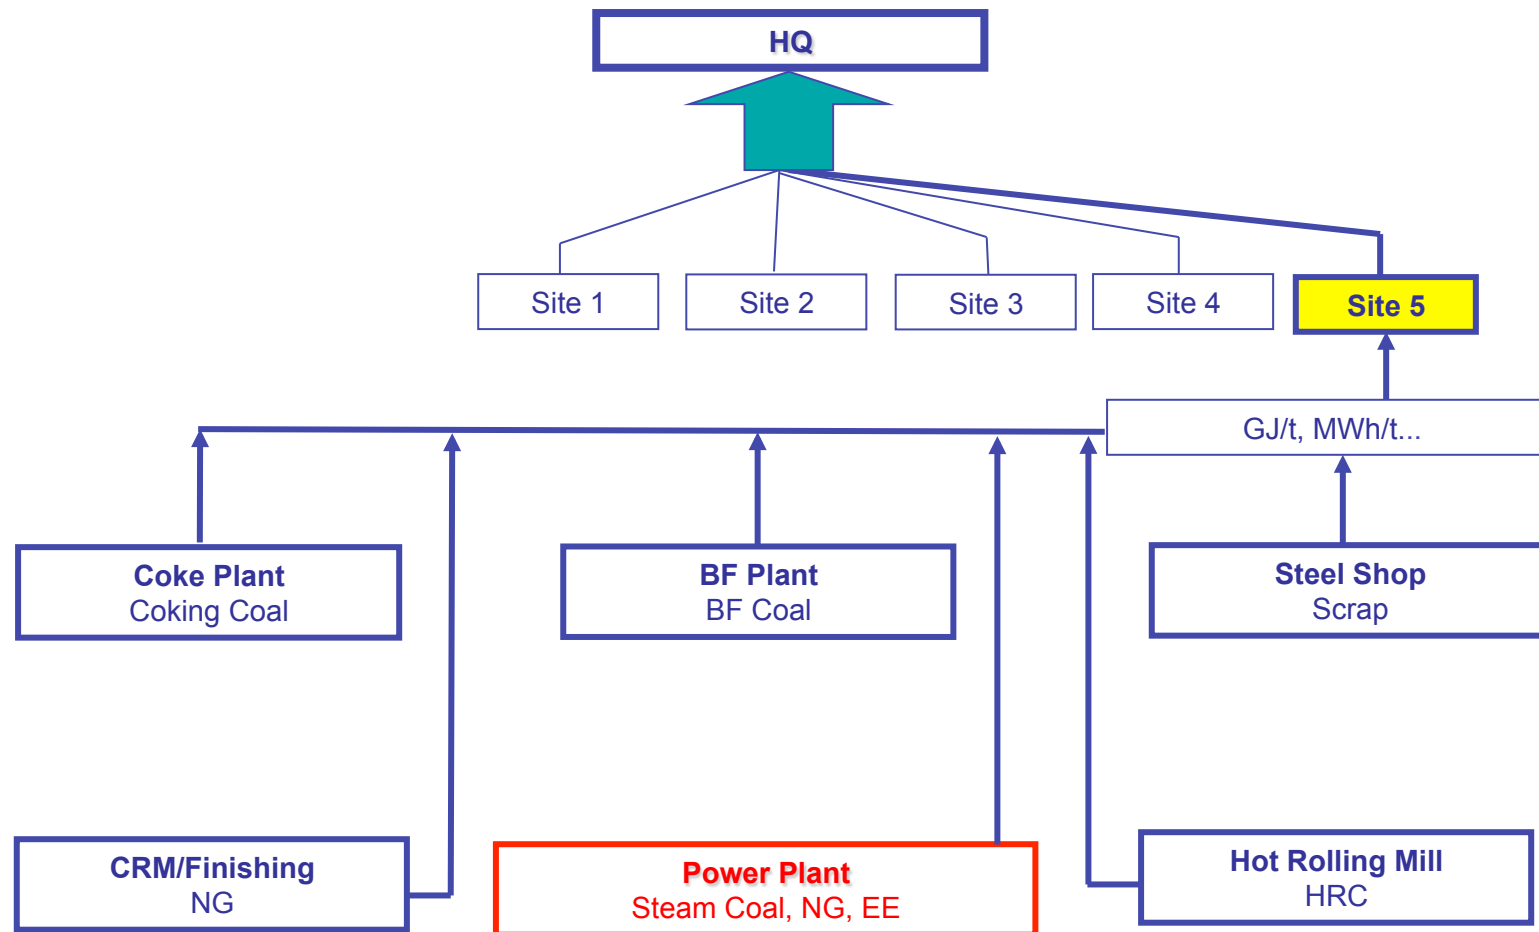 HQ
Site 1
Site 2
Site 3
Site 4
Site 5
GJ/t, MWh/t...
Coke Plant
Coking Coal
BF Plant
BF Coal
Steel Shop
Scrap
CRM/Finishing
NG
Power Plant
Steam Coal, NG, EE
Hot Rolling Mill
HRC